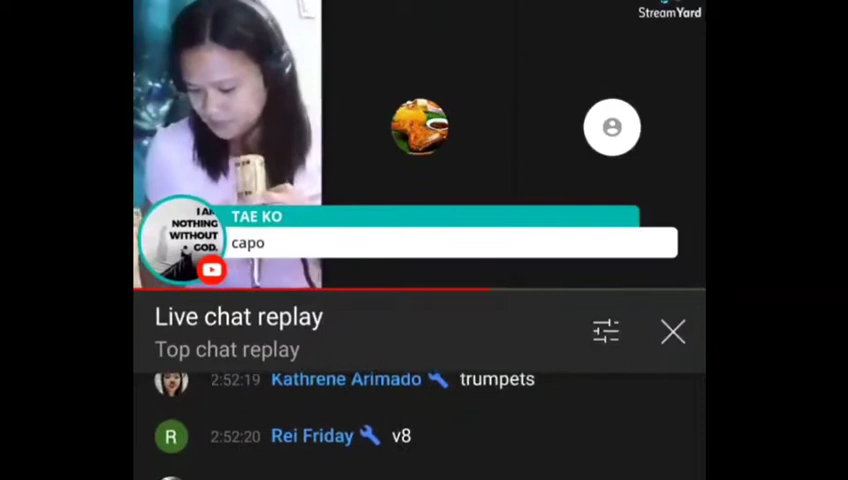 StreamYard
I AM
NOTHING
WITHOUT
GOD.
TAE KO
capo
Live chat replay
Top chat replay
2:52:19 Kathrene Arimado trumpets
R 2:52:20 Rei Friday v8